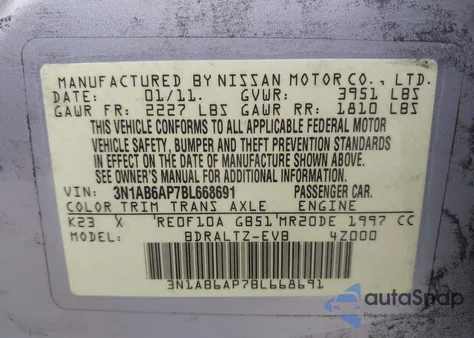 MANUFACTURED BY NISSAN MOTOR CO., LTD.
DATE: 01/11. GVWR: 3951 LBS
GAWR FR: 2227 LBS GAWR RR: 1810 LBS
THIS VEHICLE CONFORMS TO ALL APPLICABLE FEDERAL MOTOR
VEHICLE SAFETY, BUMPER AND THEFT PREVENTION STANDARDS
IN EFFECT ON THE DATE OF MANUFACTURE SHOWN ABOVE.
SEE OWNER'S MANUAL FOR ADDITIONAL INFORMATION.
VIN: 3N1AB6AP7BL668691 PASSENGER CAR.
COLOR TRIM TRANS AXLE ENGINE
K23 X RE0F10A GB51 MR20DE 1997 CC
MODEL: BDRALTZ-EVB 4Z000
3N1AB6AP7BL668691
autaSnap